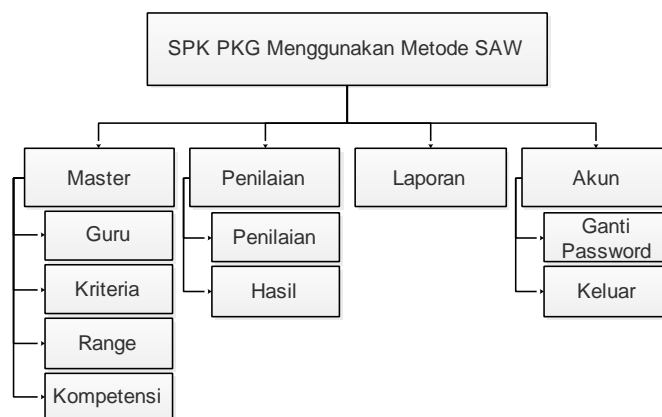 SPK PKG Menggunakan Metode SAW
Master
Penilaian
Laporan
Akun
Guru
Kriteria
Range
Kompetensi
Penilaian
Hasil
Ganti
Password
Keluar